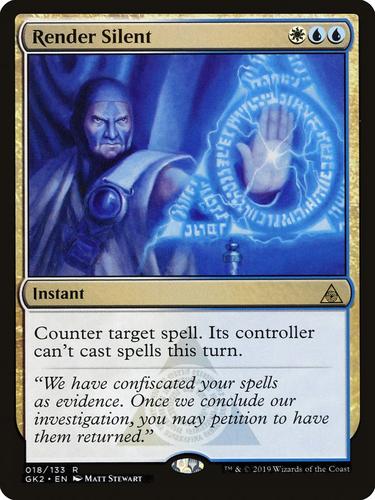 Render Silent
Instant
Counter target spell. Its controller
can't cast spells this turn.
“We have confiscated your spells
as evidence. Once we conclude our
investigation, you may petition to have
them returned.”
018/133 R
GK2 • EN Matt Stewart
™ & © 2019 Wizards of the Coast